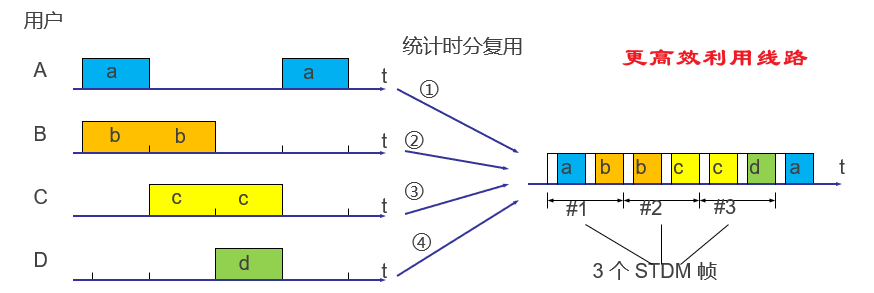 用户
统计时分复用
更高效利用线路
A a a t
①
B b b t
②
a b b c c d a t
C c c t
③
#1 #2 #3
D d t
④
3 个 STDM 帧